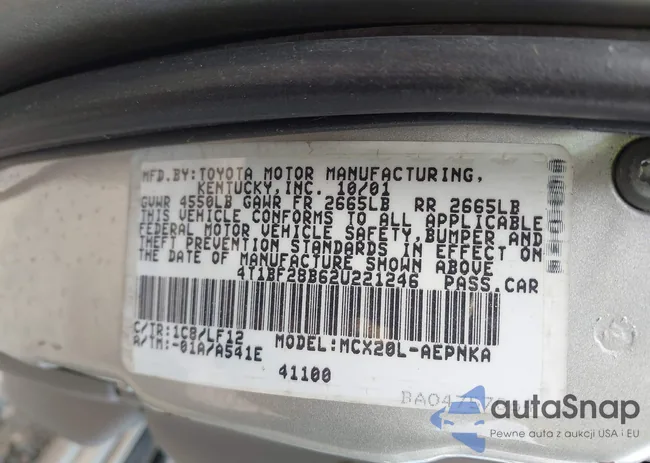 MFD.BY:TOYOTA MOTOR MANUFACTURING,
KENTUCKY,INC. 10/01
GVWR 4550LB GAWR FR 2665LB RR 2665LB
THIS VEHICLE CONFORMS TO ALL APPLICABLE
FEDERAL MOTOR VEHICLE SAFETY,BUMPER AND
THEFT PREVENTION STANDARDS IN EFFECT ON
THE DATE OF MANUFACTURE SHOWN ABOVE
4T1BF28B62U221246 PASS.CAR
C/TR:1C8/LF12
A/TM:-01A/A541E
MODEL:MCX20L-AEPNKA
41100
autaSnap
Pewne auta z aukcji USA i EU